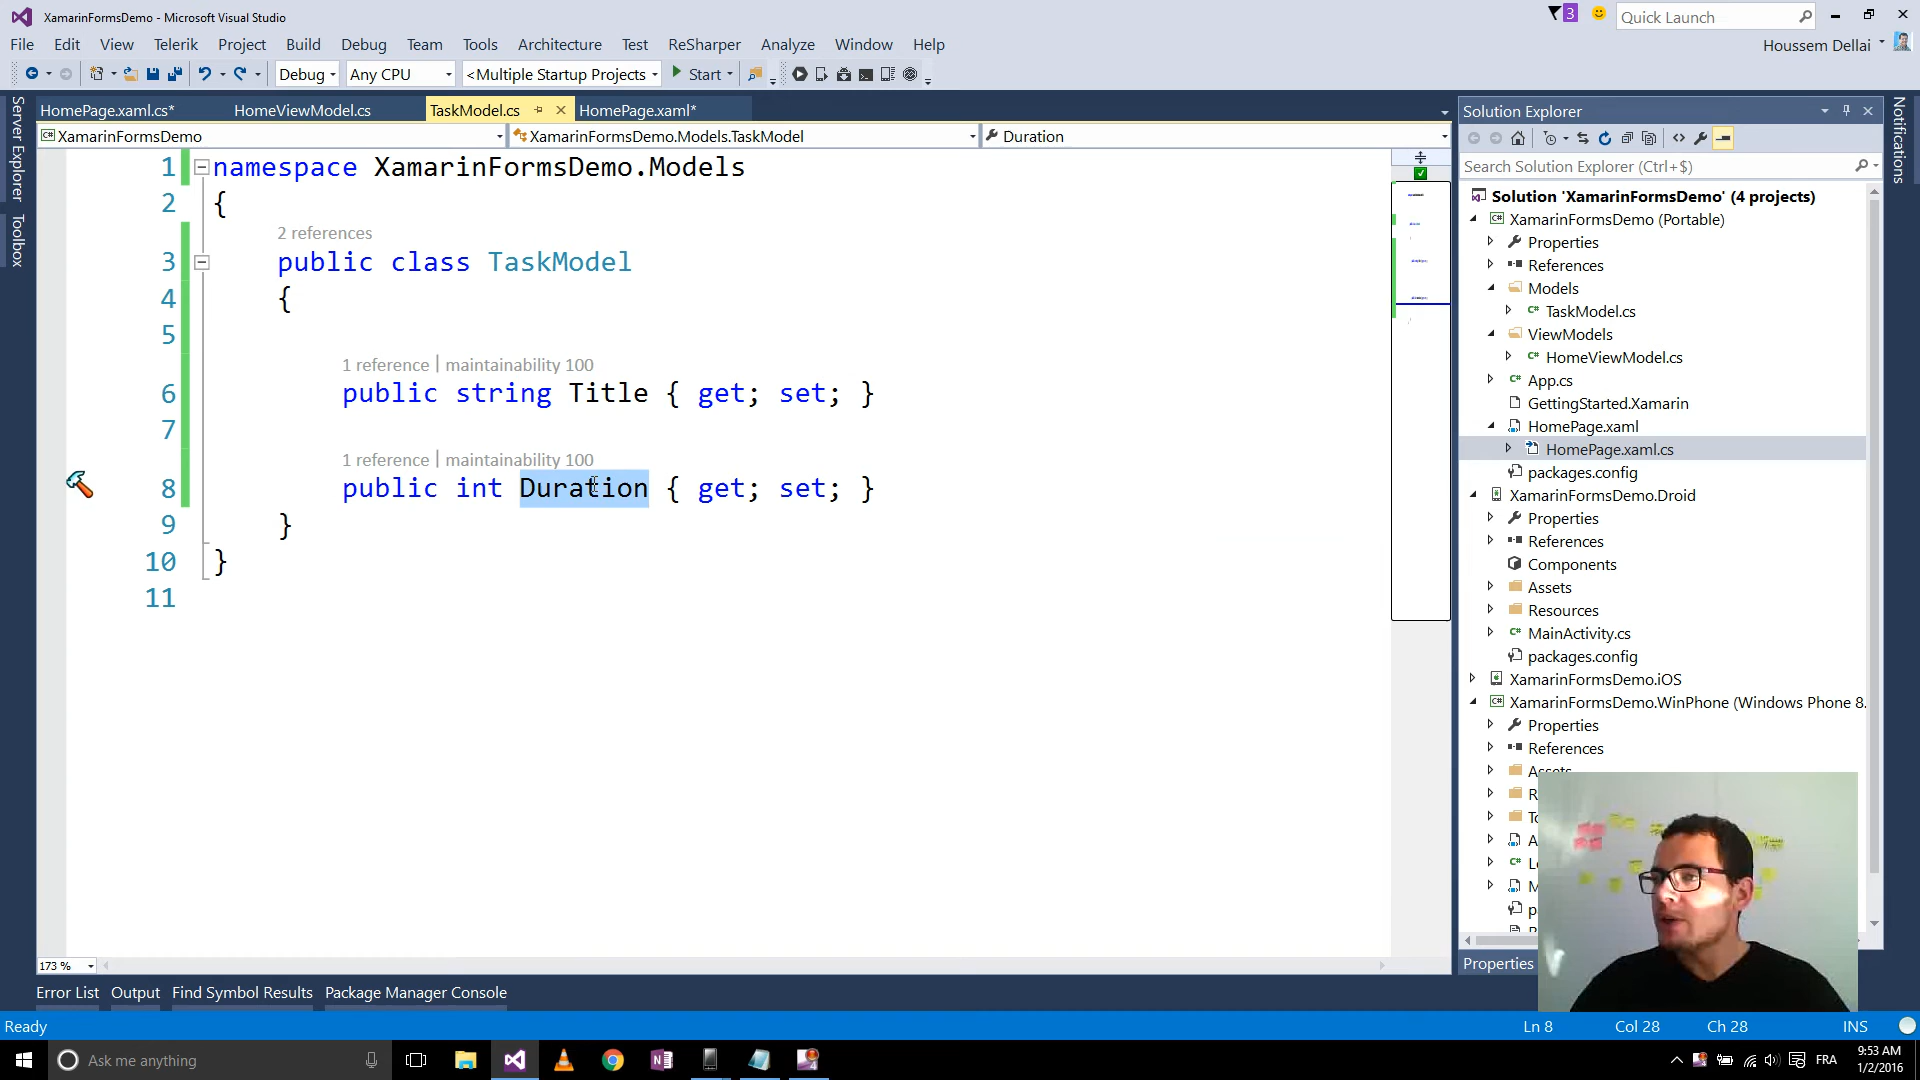 XamarinFormsDemo - Microsoft Visual Studio
3
Quick Launch
File Edit View Telerik Project Build Debug Team Tools Architecture Test ReSharper Analyze Window Help
Houssem Dellai
Debug Any CPU <Multiple Startup Projects Start
Server Explorer
Toolbox
HomePage.xaml.cs* HomeViewModel.cs TaskModel.cs HomePage.xaml*
XamarinFormsDemo XamarinFormsDemo.Models.TaskModel Duration
1 namespace XamarinFormsDemo.Models
2 {
2 references
3 public class TaskModel
4 {
5
1 reference | maintainability 100
6 public string Title { get; set; }
7
1 reference | maintainability 100
8 public int Duration { get; set; }
9 }
10 }
11
173 %
Solution Explorer
Notifications
Search Solution Explorer (Ctrl+$)
Solution 'XamarinFormsDemo' (4 projects)
XamarinFormsDemo (Portable)
Properties
References
Models
C# TaskModel.cs
ViewModels
C# HomeViewModel.cs
C# App.cs
GettingStarted.Xamarin
HomePage.xaml
HomePage.xaml.cs
packages.config
XamarinFormsDemo.Droid
Properties
References
Components
Assets
Resources
C# MainActivity.cs
packages.config
XamarinFormsDemo.iOS
XamarinFormsDemo.WinPhone (Windows Phone 8.
Properties
References
Properties
Error List Output Find Symbol Results Package Manager Console
Ready
Ln 8 Col 28 Ch 28 INS
Ask me anything
FRA
9:53 AM
1/2/2016